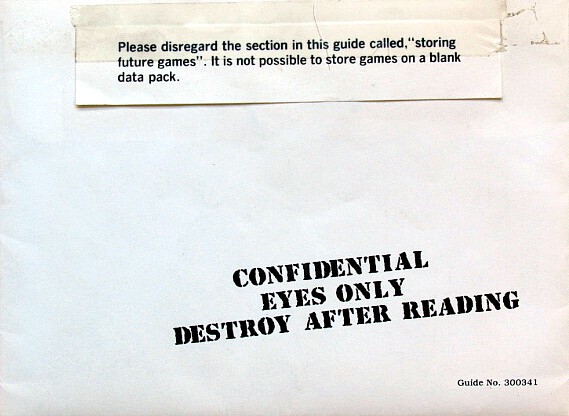 Please disregard the section in this guide called,"storing
future games". It is not possible to store games on a blank
data pack.
CONFIDENTIAL
EYES ONLY
DESTROY AFTER READING
Guide No. 300341